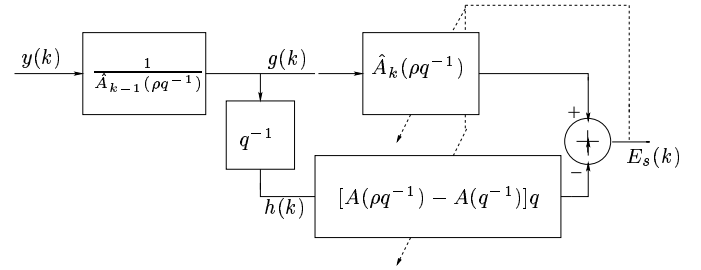 y(k)
1/Â_{k−1}(ρq^{−1})
g(k)
Â_k(ρq^{−1})
q^{−1}
+
+
E_s(k)
−
h(k)
[A(ρq^{−1}) − A(q^{−1})]q